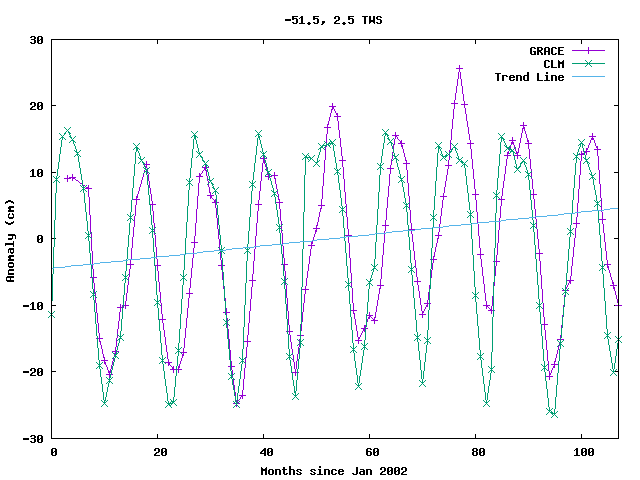 -51.5, 2.5 TWS
GRACE
CLM
Trend Line
30
20
10
0
-10
-20
-30
Anomaly (cm)
0 20 40 60 80 100
Months since Jan 2002